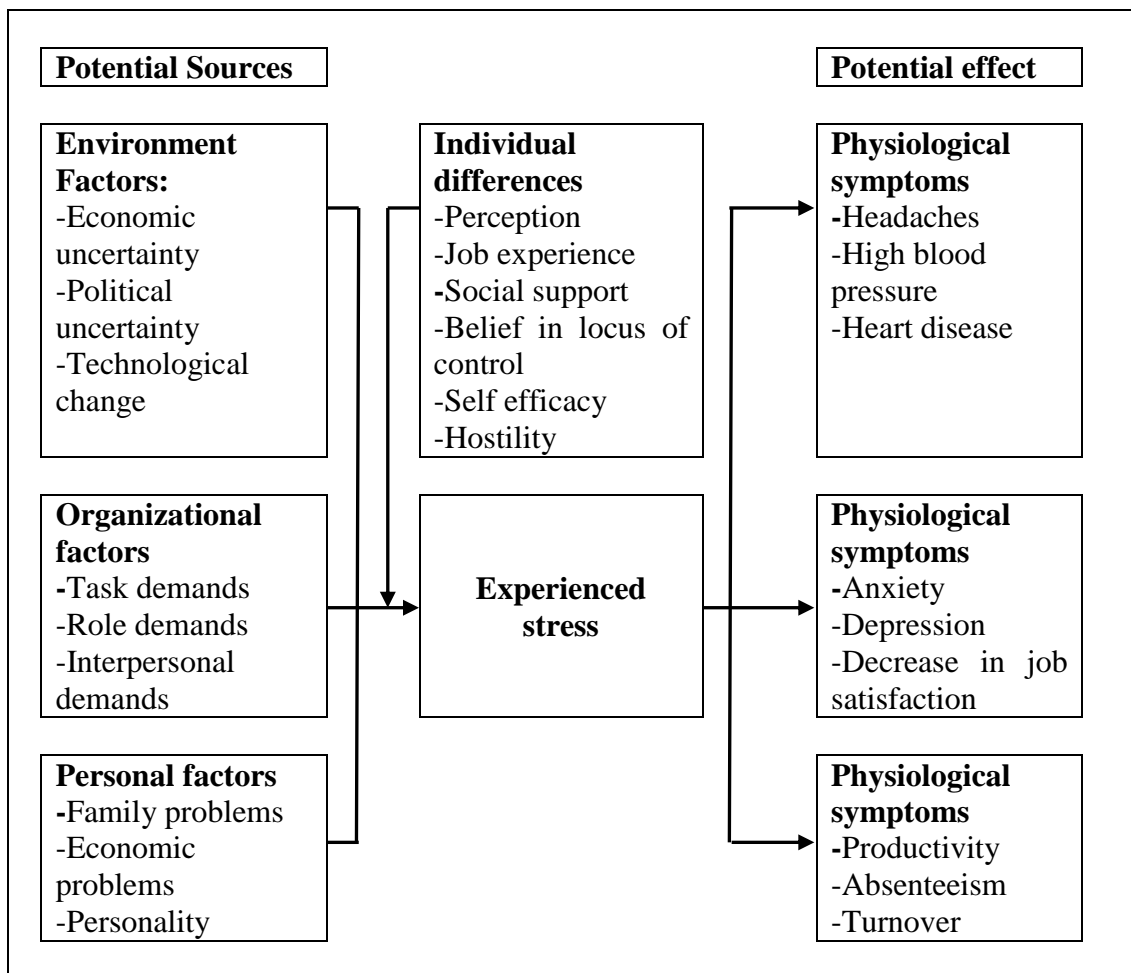 Potential Sources
Potential effect
Environment
Factors:
-Economic
uncertainty
-Political
uncertainty
-Technological
change
Individual
differences
-Perception
-Job experience
-Social support
-Belief in locus of
control
-Self efficacy
-Hostility
Physiological
symptoms
-Headaches
-High blood
pressure
-Heart disease
Organizational
factors
-Task demands
-Role demands
-Interpersonal
demands
Experienced
stress
Physiological
symptoms
-Anxiety
-Depression
-Decrease in job
satisfaction
Personal factors
-Family problems
-Economic
problems
-Personality
Physiological
symptoms
-Productivity
-Absenteeism
-Turnover